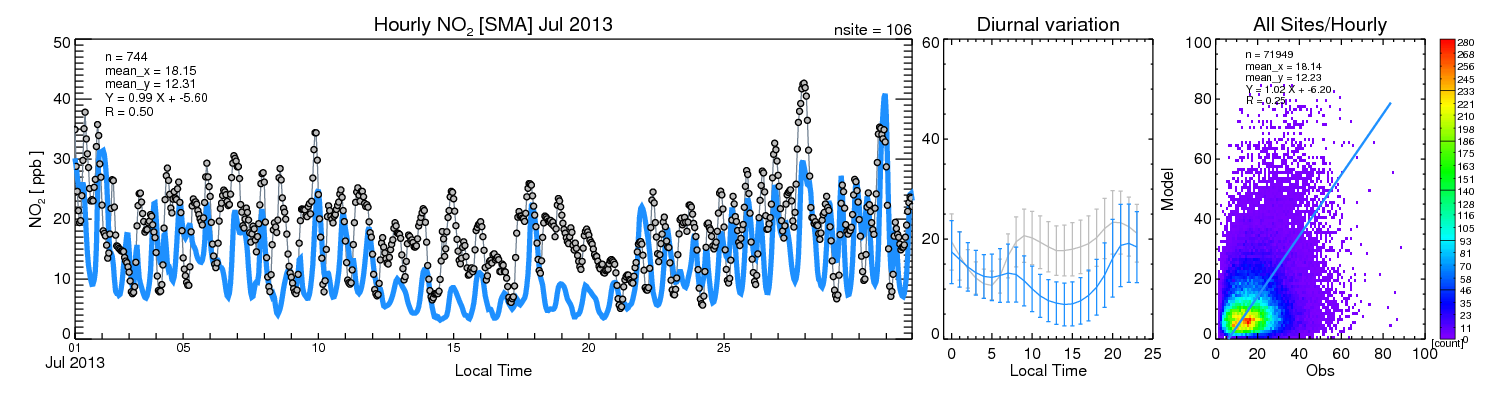 Hourly NO2 [SMA] Jul 2013
nsite = 106
n = 744
mean_x = 18.15
mean_y = 12.31
Y = 0.99 X + -5.60
R = 0.50
NO2 [ ppb ]
50
40
30
20
10
0
01
05
10
15
20
25
Jul 2013
Local Time
Diurnal variation
60
40
20
0
0
5
10
15
20
25
Local Time
All Sites/Hourly
n = 71949
mean_x = 18.14
mean_y = 12.23
Y = 1.02 X + -6.20
R = 0.25
Model
100
80
60
40
20
0
0
20
40
60
80
100
Obs
280
268
256
245
233
221
210
198
186
175
163
151
140
128
116
105
93
81
70
58
46
35
23
11
0
[count]